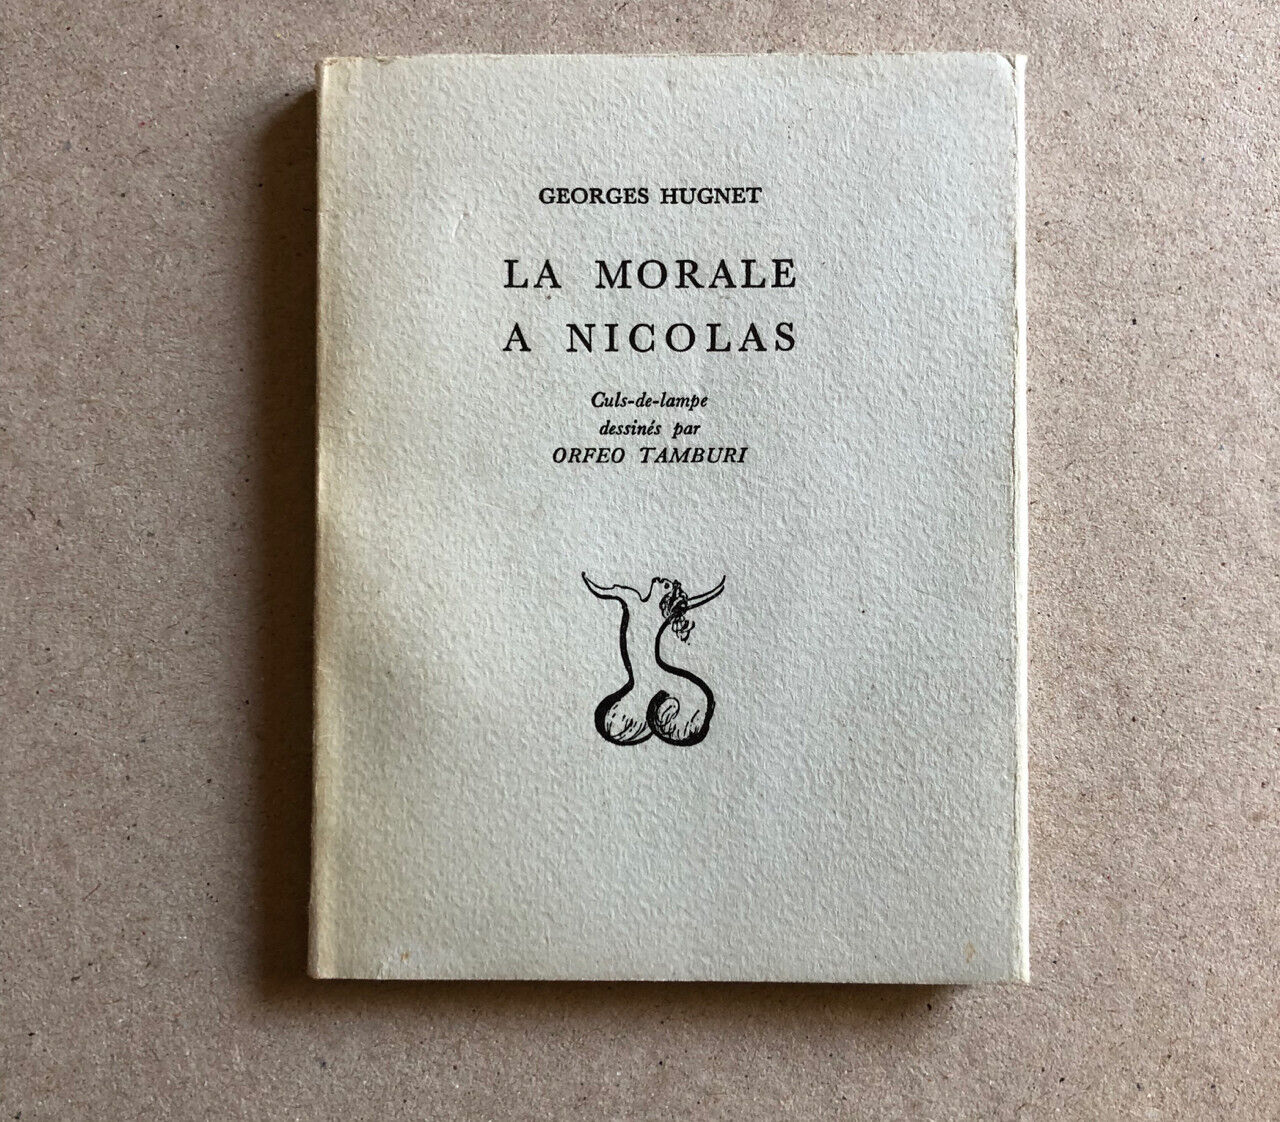 GEORGES HUGNET
LA MORALE
A NICOLAS
Culs-de-lampe
dessinés par
ORFEO TAMBURI